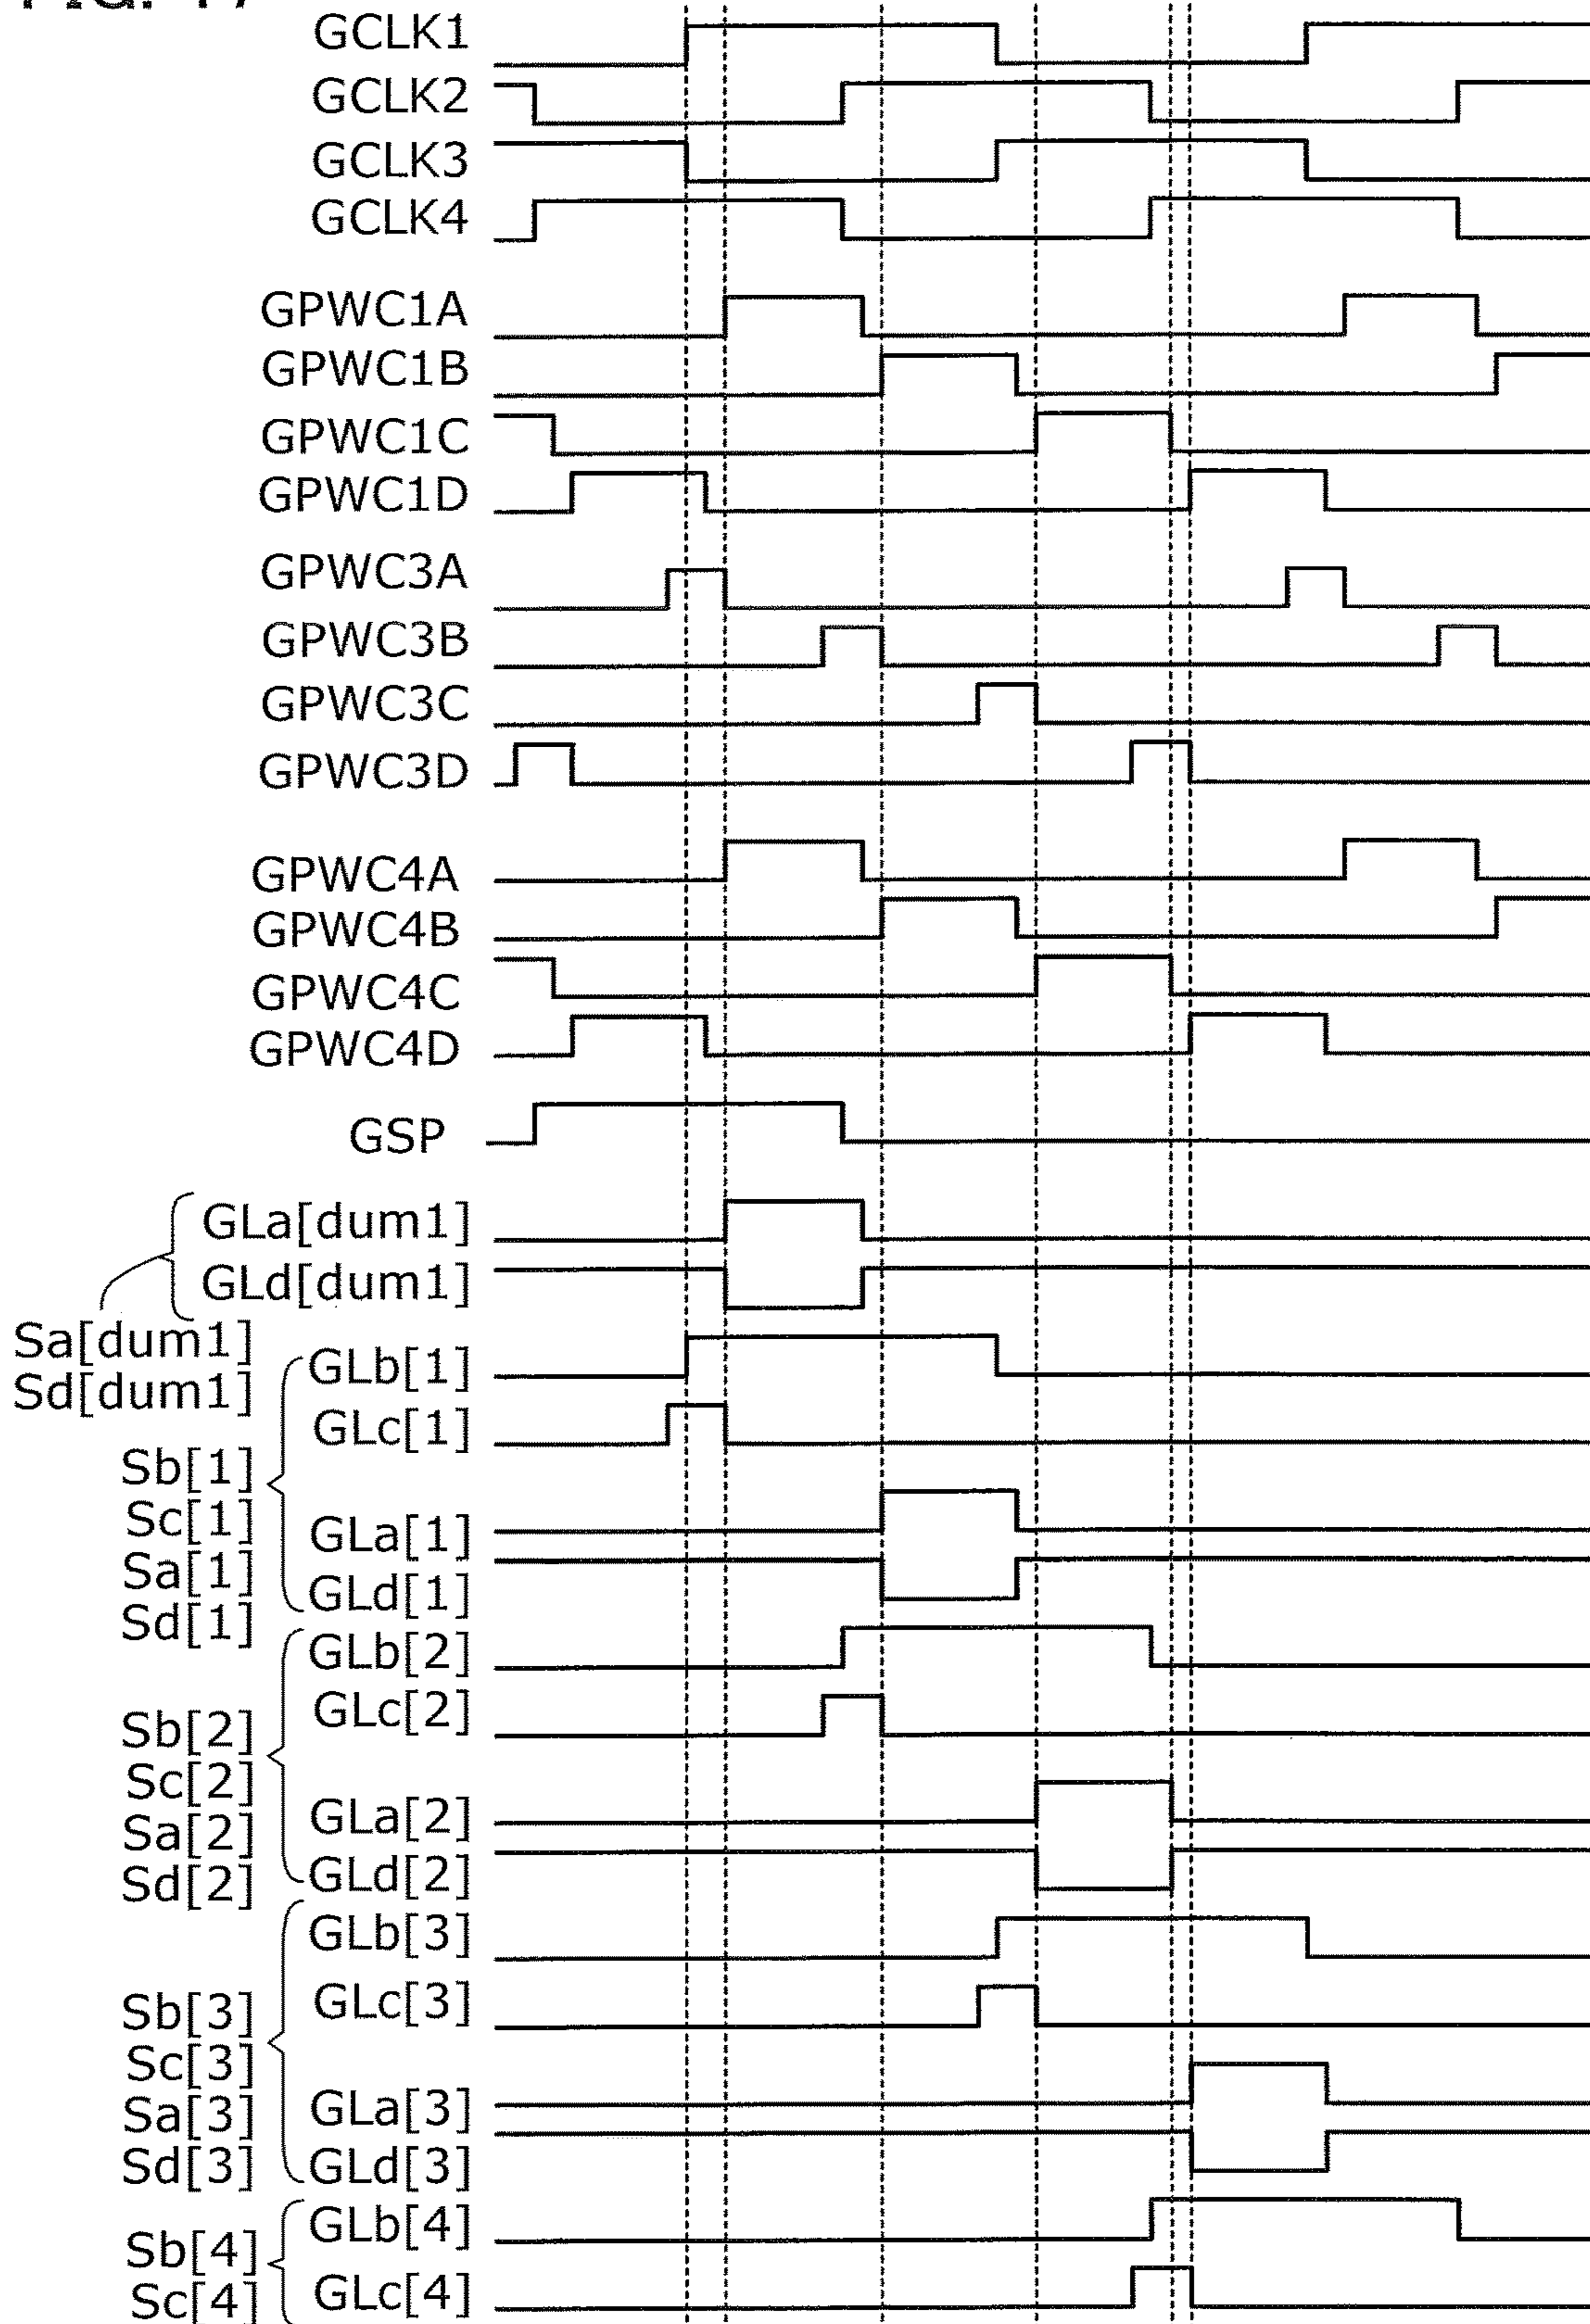 GCLK1
GCLK2
GCLK3
GCLK4
GPWC1A
GPWC1B
GPWC1C
GPWC1D
GPWC3A
GPWC3B
GPWC3C
GPWC3D
GPWC4A
GPWC4B
GPWC4C
GPWC4D
GSP
GLa[dum1]
GLd[dum1]
Sa[dum1]
Sd[dum1]
GLb[1]
GLc[1]
Sb[1]
Sc[1]
GLa[1]
Sa[1]
GLd[1]
Sd[1]
GLb[2]
GLc[2]
Sb[2]
Sc[2]
GLa[2]
Sa[2]
GLd[2]
Sd[2]
GLb[3]
GLc[3]
Sb[3]
Sc[3]
GLa[3]
Sa[3]
GLd[3]
Sd[3]
GLb[4]
Sb[4]
GLc[4]
Sc[4]